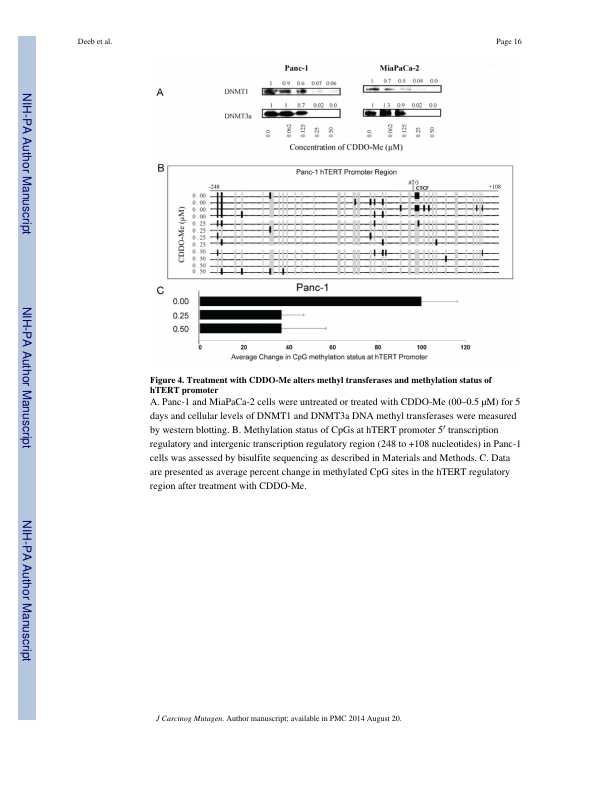 Deeb et al.
Page 16
NIH-PA Author Manuscript
NIH-PA Author Manuscript
NIH-PA Author Manuscript
Panc-1
MiaPaCa-2
A
DNMT1
1 0.9 0.6 0.07 0.06
1 0.7 0.5 0.04 0.0
DNMT3a
1 1 0.7 0.02 0.0
1 1.3 0.9 0.02 0.0
0.0 0.062 0.125 0.25 0.50
0.0 0.062 0.125 0.25 0.50
Concentration of CDDO-Me (μM)
B
Panc-1 hTERT Promoter Region
-248
ATG
CTCF
+108
CDDO-Me (μM)
0.00
0.00
0.00
0.00
0.25
0.25
0.25
0.25
0.50
0.50
0.50
0.50
C
Panc-1
0.00
0.25
0.50
0 20 40 60 80 100 120
Average Change in CpG methylation status at hTERT Promoter
Figure 4. Treatment with CDDO-Me alters methyl transferases and methylation status of
hTERT promoter
A. Panc-1 and MiaPaCa-2 cells were untreated or treated with CDDO-Me (00–0.5 μM) for 5
days and cellular levels of DNMT1 and DNMT3a DNA methyl transferases were measured
by western blotting. B. Methylation status of CpGs at hTERT promoter 5′ transcription
regulatory and intergenic transcription regulatory region (248 to +108 nucleotides) in Panc-1
cells was assessed by bisulfite sequencing as described in Materials and Methods. C. Data
are presented as average percent change in methylated CpG sites in the hTERT regulatory
region after treatment with CDDO-Me.
J Carcinog Mutagen. Author manuscript; available in PMC 2014 August 20.